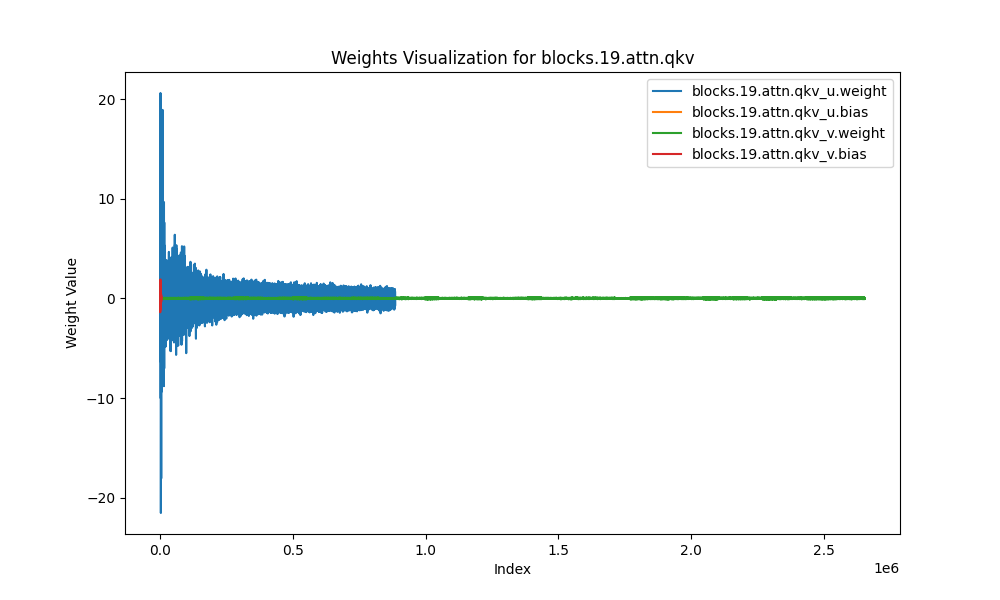 Weights Visualization for blocks.19.attn.qkv
blocks.19.attn.qkv_u.weight
blocks.19.attn.qkv_u.bias
blocks.19.attn.qkv_v.weight
blocks.19.attn.qkv_v.bias
20
10
0
−10
−20
Weight Value
0.0
0.5
1.0
1.5
2.0
2.5
1e6
Index